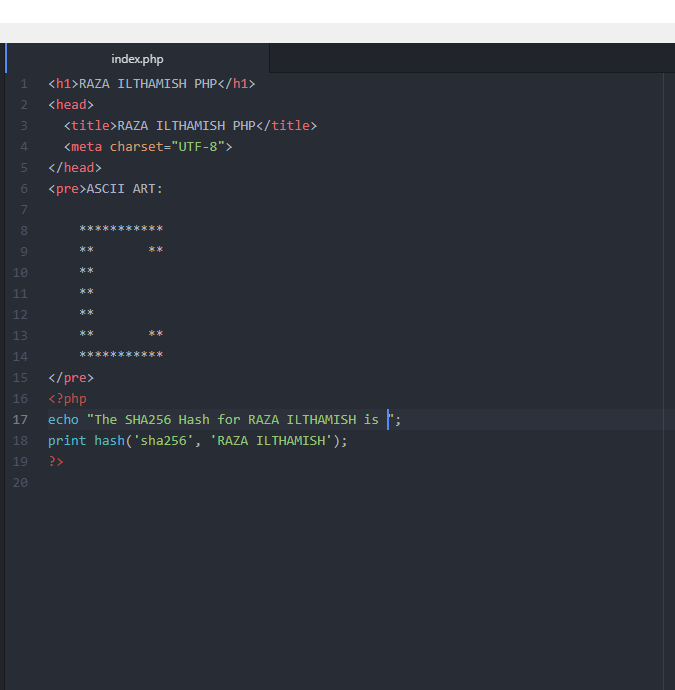 index.php
1 <h1>RAZA ILTHAMISH PHP</h1>
2 <head>
3   <title>RAZA ILTHAMISH PHP</title>
4   <meta charset="UTF-8">
5 </head>
6 <pre>ASCII ART:
7
8     ***********
9     **       **
10     **
11     **
12     **
13     **       **
14     ***********
15 </pre>
16 <?php
17 echo "The SHA256 Hash for RAZA ILTHAMISH is ";
18 print hash('sha256', 'RAZA ILTHAMISH');
19 ?>
20